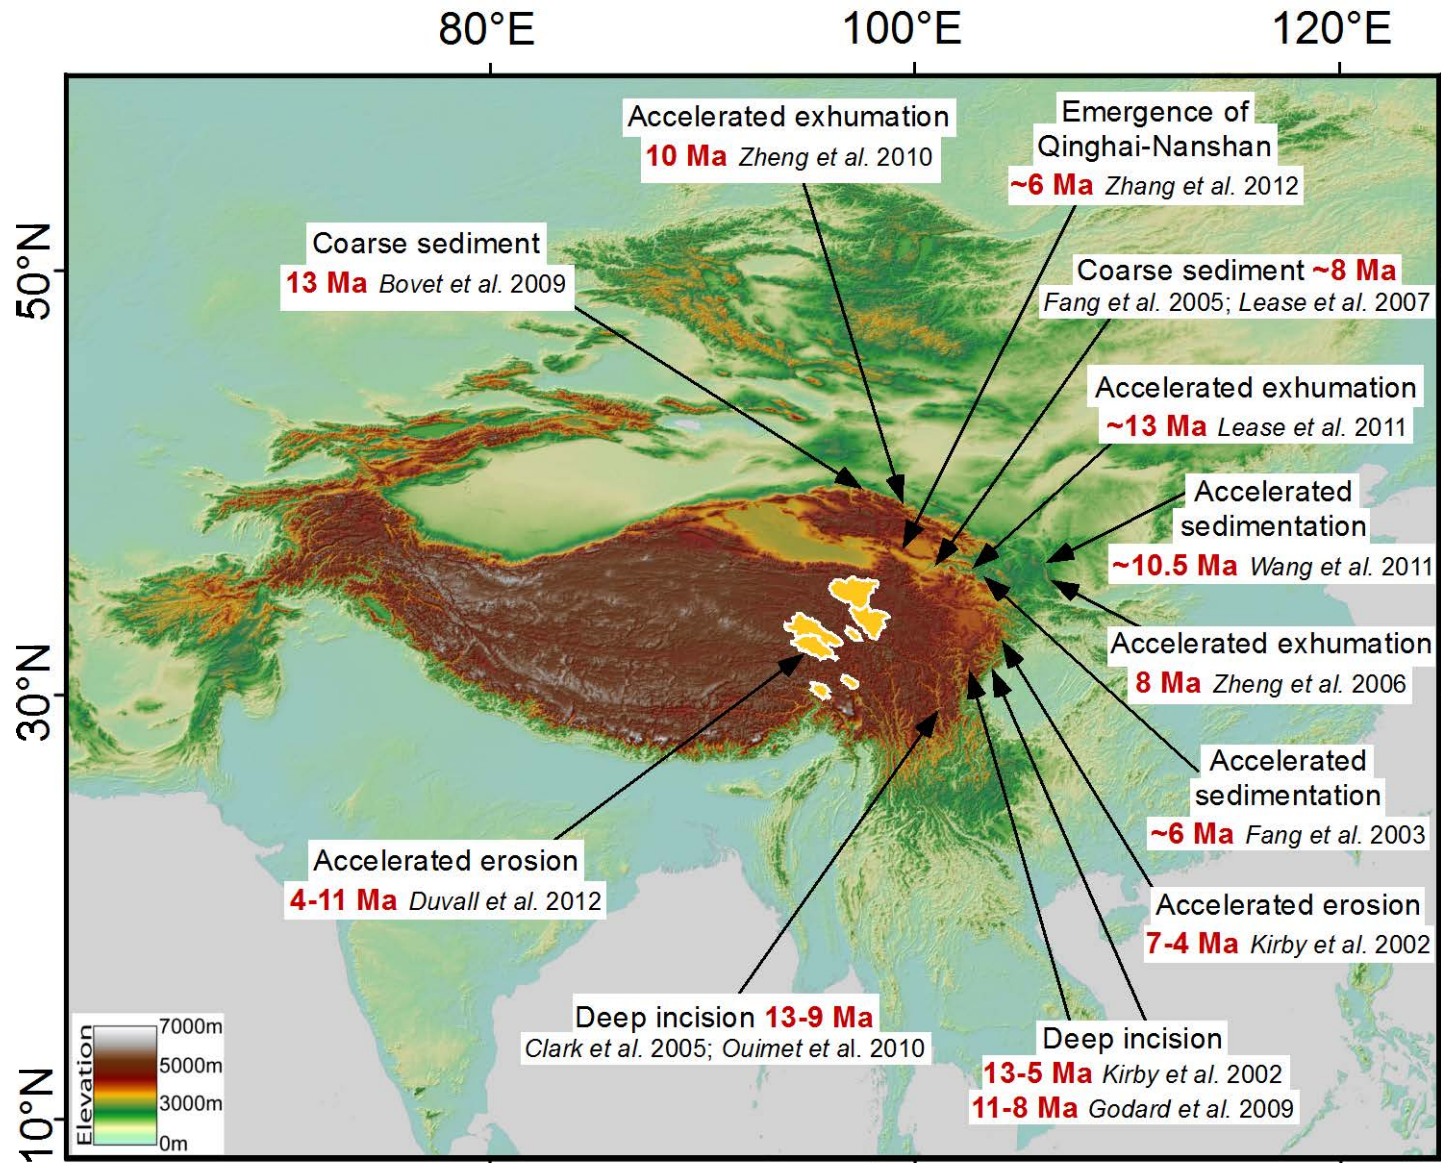 80°E 100°E 120°E
Accelerated exhumation
10 Ma Zheng et al. 2010
Emergence of
Qinghai-Nanshan
~6 Ma Zhang et al. 2012
Coarse sediment
13 Ma Bovet et al. 2009
Coarse sediment ~8 Ma
Fang et al. 2005; Lease et al. 2007
50°N
Accelerated exhumation
~13 Ma Lease et al. 2011
Accelerated
sedimentation
~10.5 Ma Wang et al. 2011
Accelerated exhumation
8 Ma Zheng et al. 2006
30°N
Accelerated
sedimentation
~6 Ma Fang et al. 2003
Accelerated erosion
4-11 Ma Duvall et al. 2012
Accelerated erosion
7-4 Ma Kirby et al. 2002
Deep incision 13-9 Ma
Clark et al. 2005; Ouimet et al. 2010
Deep incision
13-5 Ma Kirby et al. 2002
11-8 Ma Godard et al. 2009
10°N
Elevation
7000m
5000m
3000m
0m